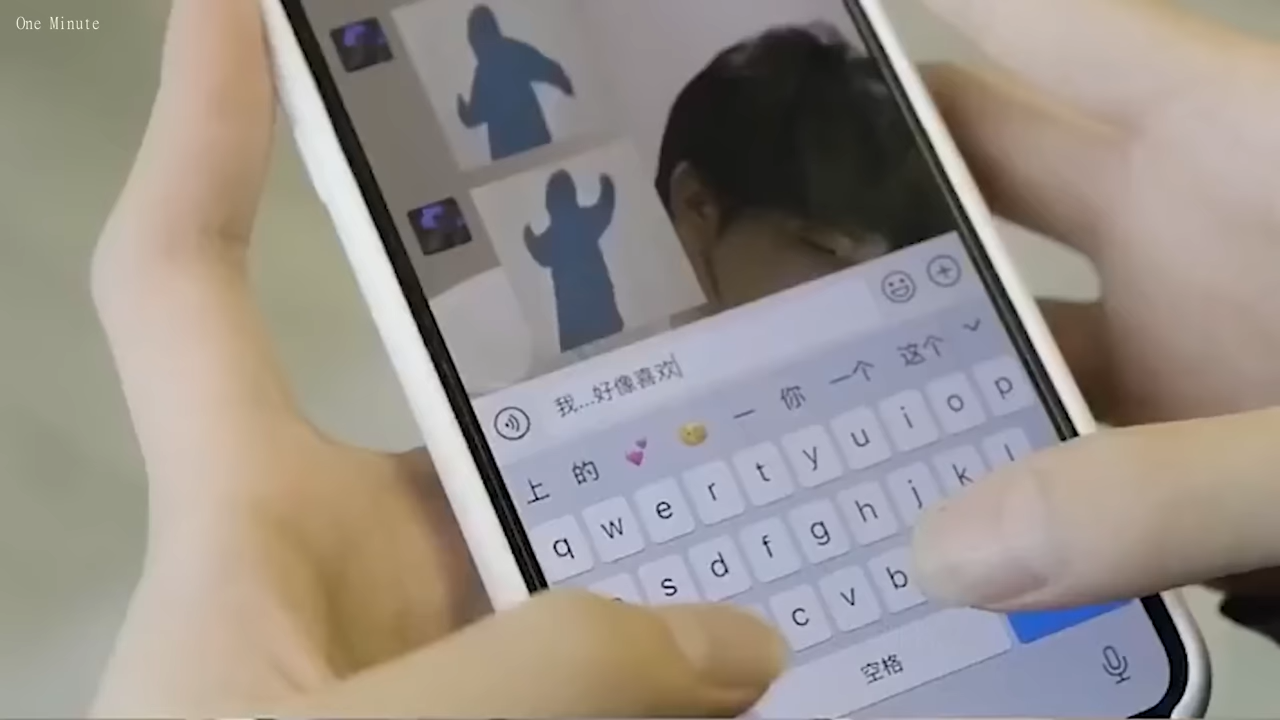 One Minute
我...好像喜欢
上 的 一 你 一个 这个
q w e r t y u i o p
s d f g h j k l
c v b
空格